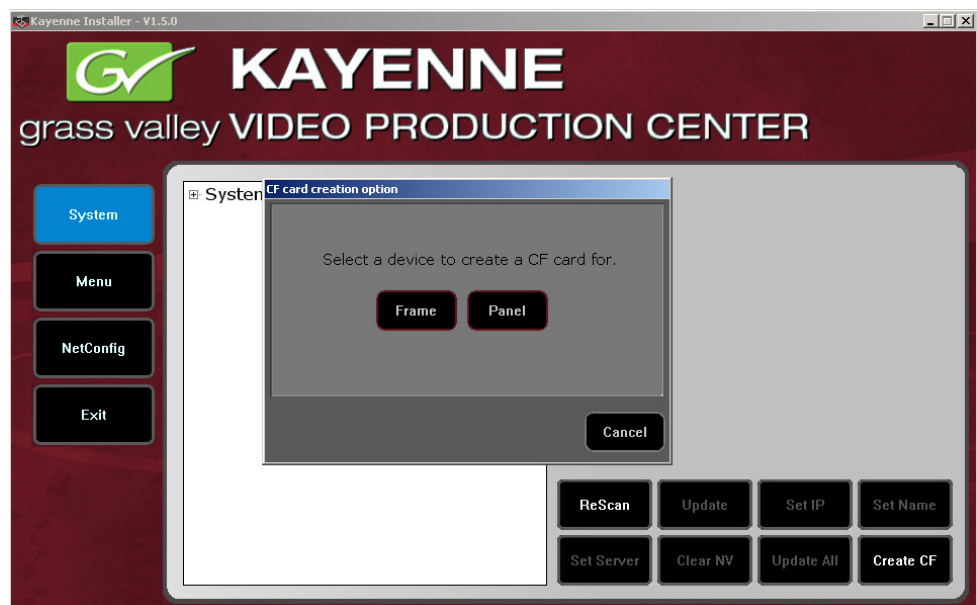 Kayenne Installer - V1.5.0
GV KAYENNE
grass valley VIDEO PRODUCTION CENTER
System
Menu
NetConfig
Exit
System
CF card creation option
Select a device to create a CF card for.
Frame Panel
Cancel
ReScan Update Set IP Set Name
Set Server Clear NV Update All Create CF